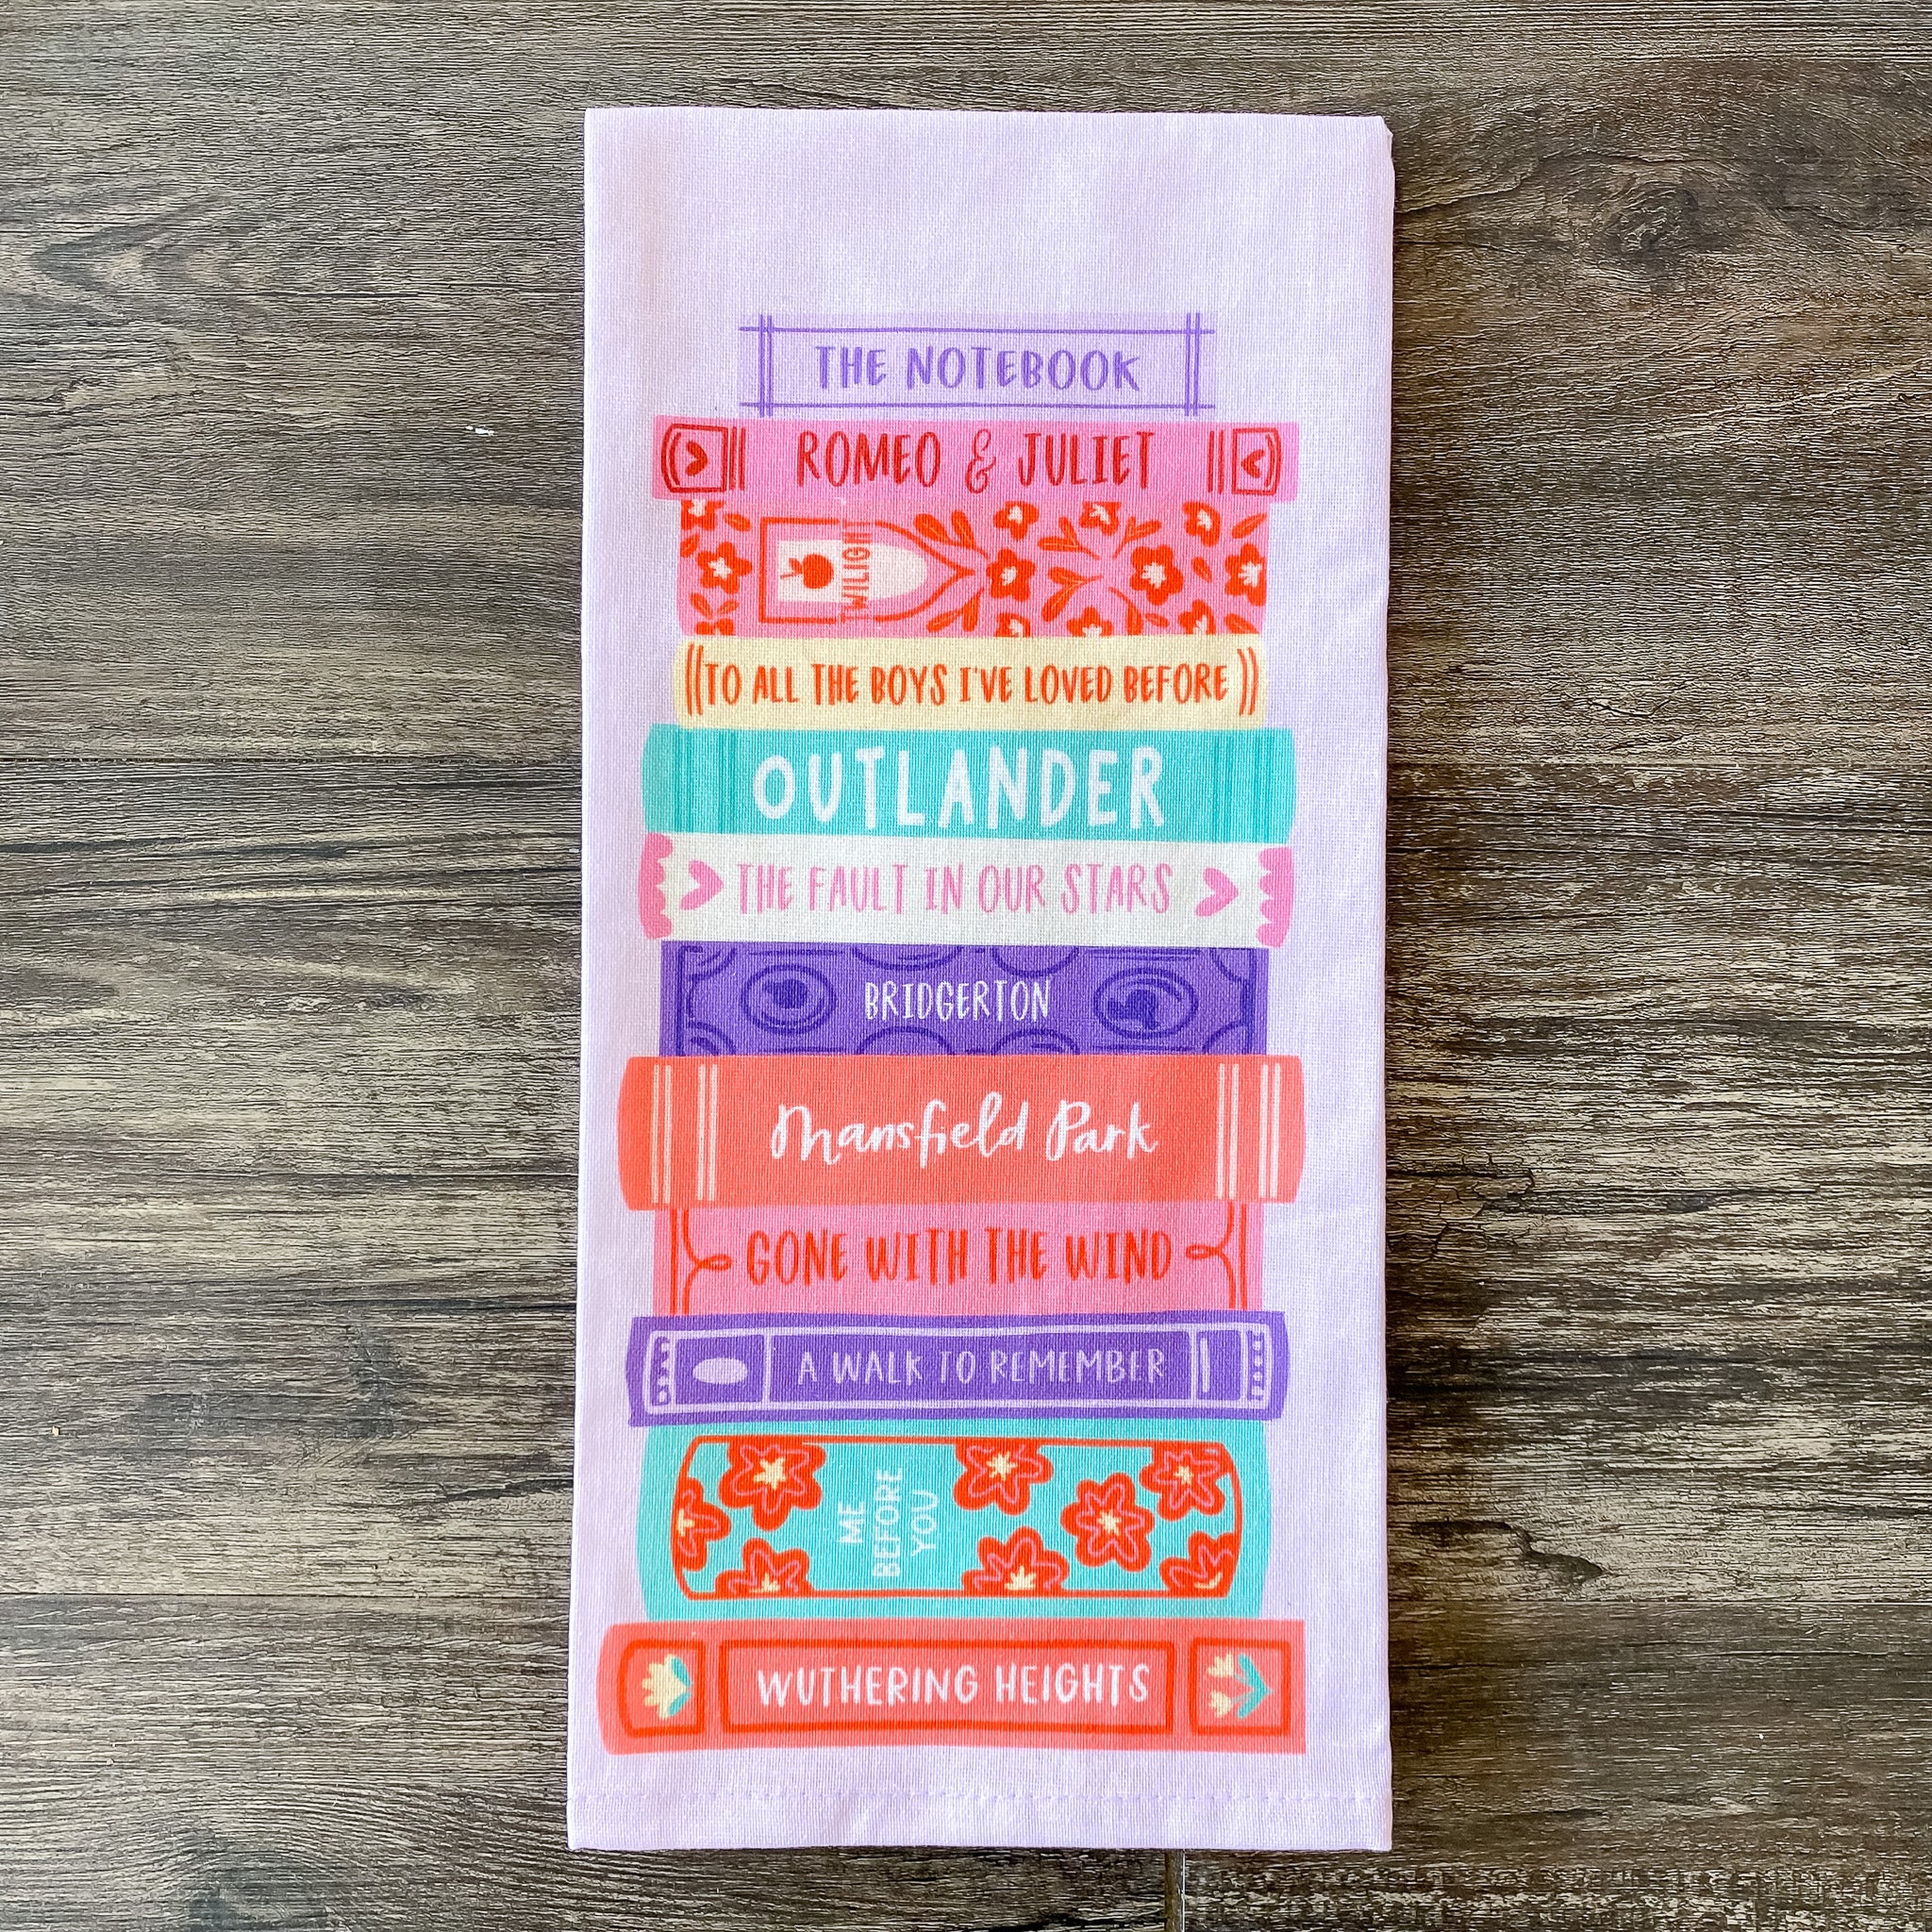 THE NOTEBOOK
ROMEO & JULIET
TWILIGHT
TO ALL THE BOYS I'VE LOVED BEFORE
OUTLANDER
THE FAULT IN OUR STARS
BRIDGERTON
Mansfield Park
GONE WITH THE WIND
A WALK TO REMEMBER
ME
BEFORE
YOU
WUTHERING HEIGHTS